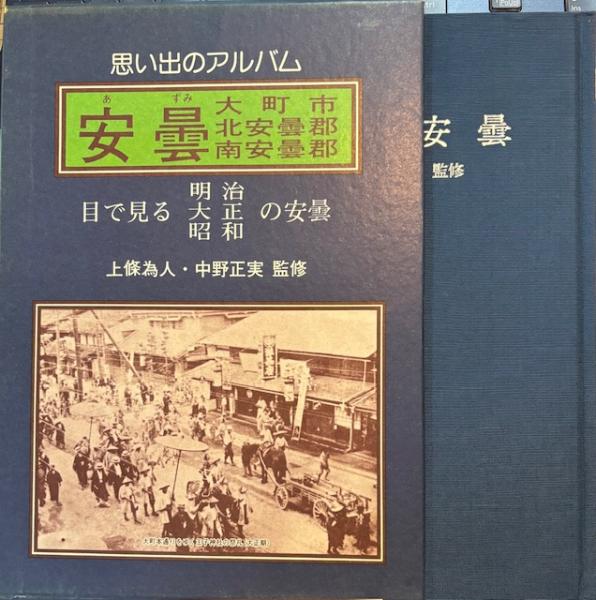 思い出のアルバム
あずみ
安曇
大町市
北安曇郡
南安曇郡
目で見る
明治
大正
昭和
の安曇
上條為人・中野正実 監修
安曇
監修